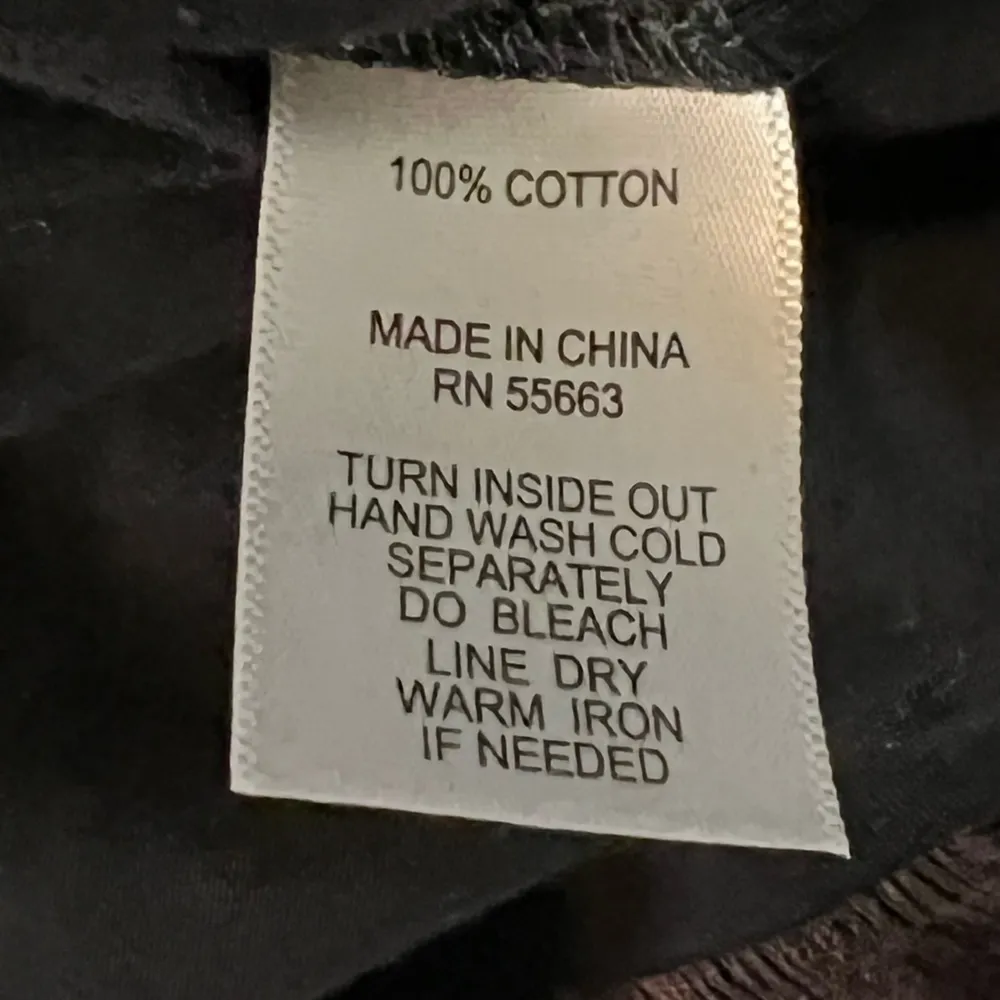 100% COTTON
MADE IN CHINA
RN 55663
TURN INSIDE OUT
HAND WASH COLD
SEPARATELY
DO BLEACH
LINE DRY
WARM IRON
IF NEEDED